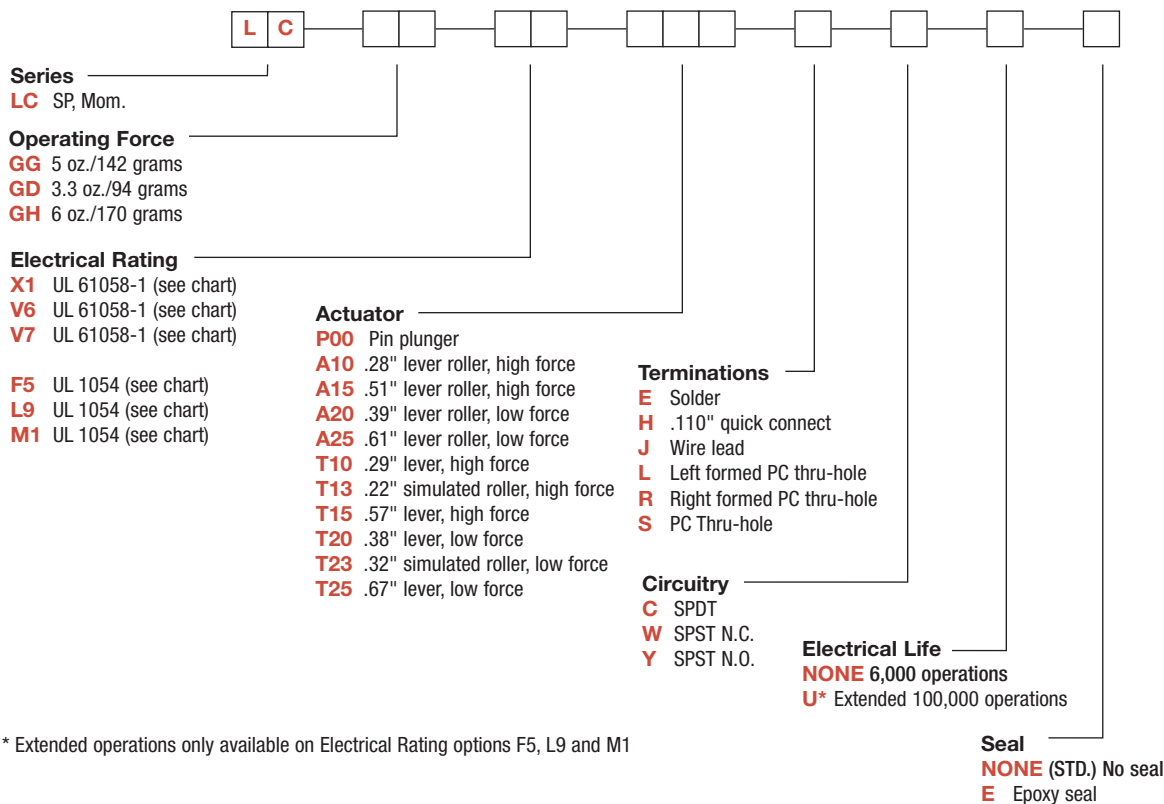 L C
Series
LC SP, Mom.
Operating Force
GG 5 oz./142 grams
GD 3.3 oz./94 grams
GH 6 oz./170 grams
Electrical Rating
X1 UL 61058-1 (see chart)
V6 UL 61058-1 (see chart)
V7 UL 61058-1 (see chart)
F5 UL 1054 (see chart)
L9 UL 1054 (see chart)
M1 UL 1054 (see chart)
Actuator
P00 Pin plunger
A10 .28" lever roller, high force
A15 .51" lever roller, high force
A20 .39" lever roller, low force
A25 .61" lever roller, low force
T10 .29" lever, high force
T13 .22" simulated roller, high force
T15 .57" lever, high force
T20 .38" lever, low force
T23 .32" simulated roller, low force
T25 .67" lever, low force
Terminations
E Solder
H .110" quick connect
J Wire lead
L Left formed PC thru-hole
R Right formed PC thru-hole
S PC Thru-hole
Circuitry
C SPDT
W SPST N.C.
Y SPST N.O.
Electrical Life
NONE 6,000 operations
U* Extended 100,000 operations
Seal
NONE (STD.) No seal
E Epoxy seal
* Extended operations only available on Electrical Rating options F5, L9 and M1